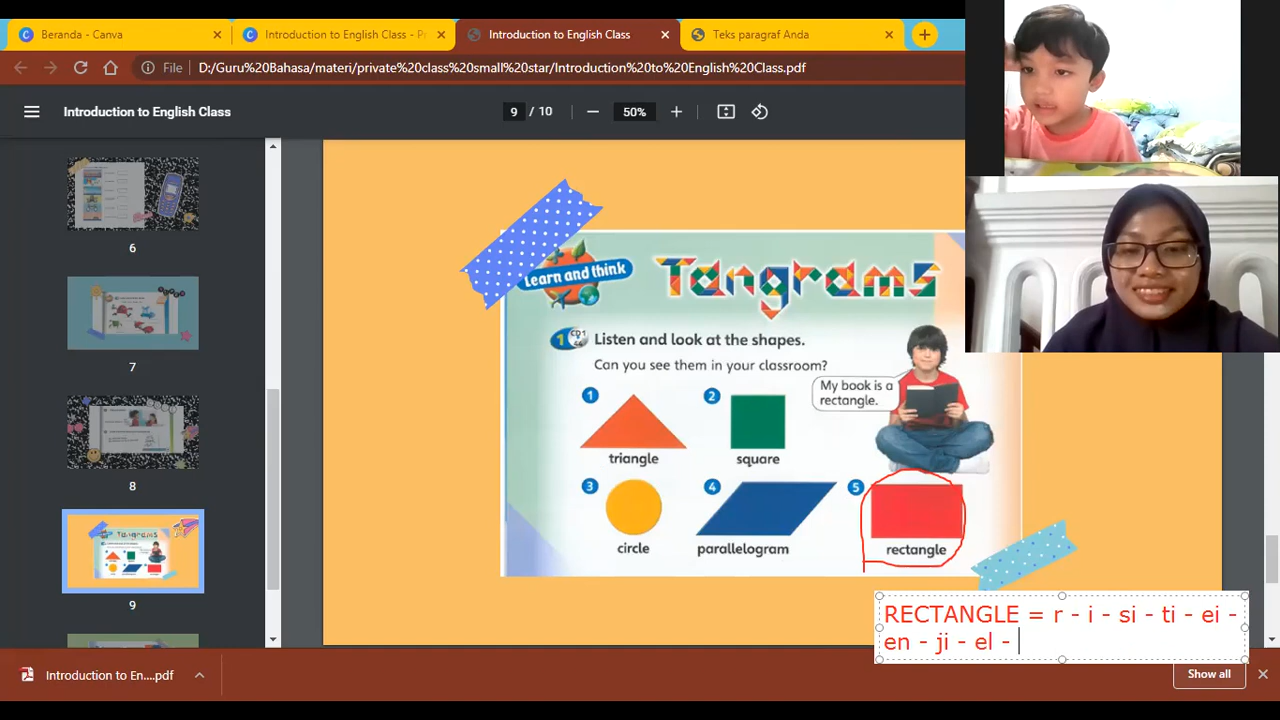 Beranda - Canva
Introduction to English Class - Pr
Introduction to English Class
Teks paragraf Anda
File
D:/Guru%20Bahasa/materi/private%20class%20small%20star/Introduction%20to%20English%20Class.pdf
Introduction to English Class
9 / 10
50%
6
7
8
9
Learn and think
Tangrams
1 CD1
Listen and look at the shapes.
Can you see them in your classroom?
My book is a
rectangle.
1
2
triangle
square
3
4
5
circle
parallelogram
rectangle
RECTANGLE = r - i - si - ti - ei -
en - ji - el -
Introduction to En....pdf
Show all